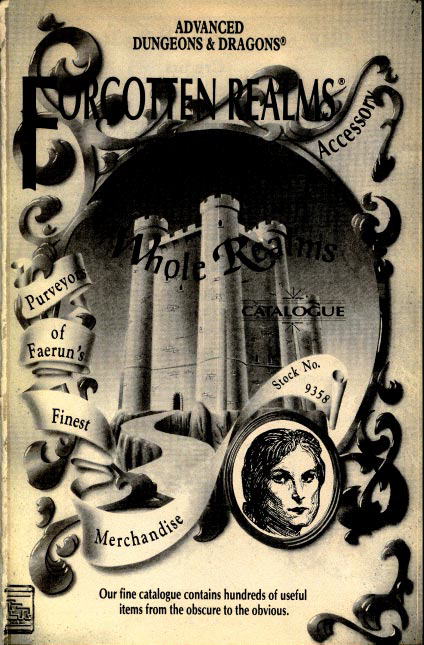 ADVANCED
DUNGEONS & DRAGONS®
FORGOTTEN REALMS®
Accessory
Whole Realms
CATALOGUE
Purveyors
of
Faerun's
Finest
Merchandise
Stock No.
9358
Our fine catalogue contains hundreds of useful
items from the obscure to the obvious.